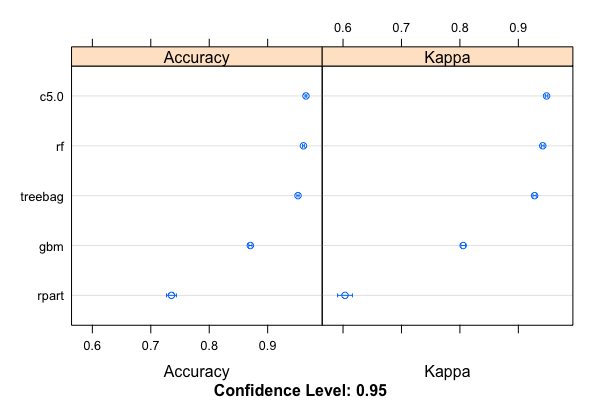 0.6 0.7 0.8 0.9
Accuracy Kappa
c5.0
rf
treebag
gbm
rpart
0.6 0.7 0.8 0.9
Accuracy Kappa
Confidence Level: 0.95